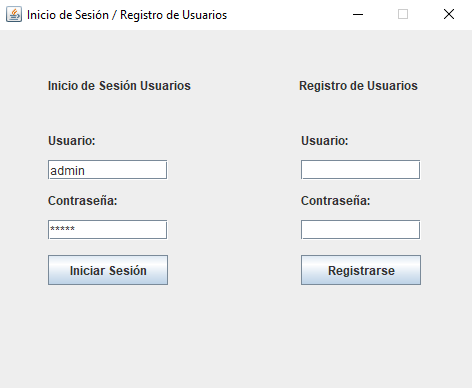 Inicio de Sesión / Registro de Usuarios
Inicio de Sesión Usuarios
Usuario:
admin
Contraseña:
*****
Iniciar Sesión
Registro de Usuarios
Usuario:
Contraseña:
Registrarse